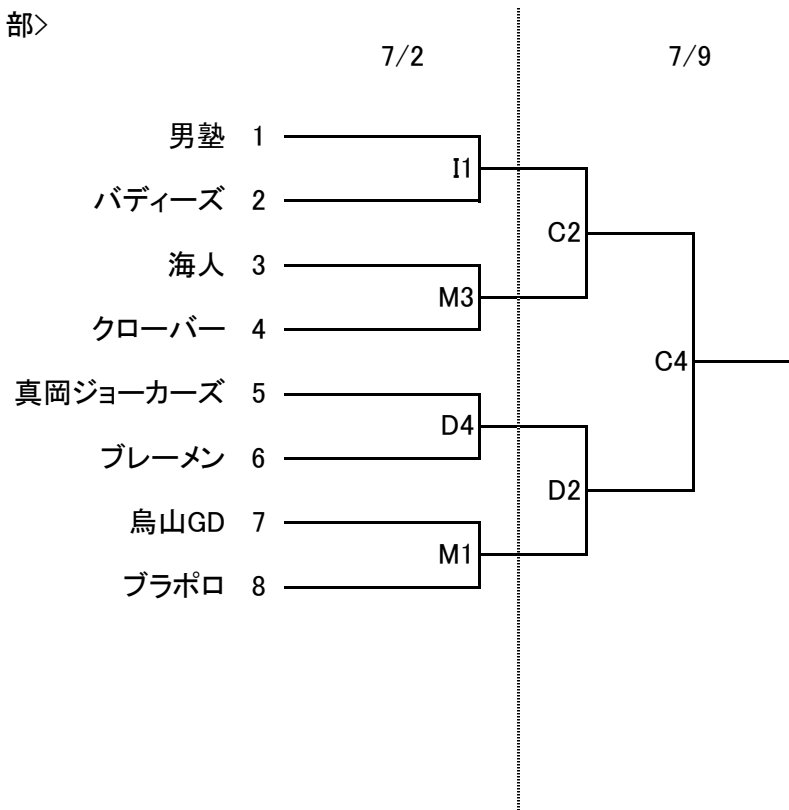 部>
7/2 7/9
男塾 1
I1
バディーズ 2
C2
海人 3
M3
クローバー 4
C4
真岡ジョーカーズ 5
D4
ブレーメン 6
D2
烏山GD 7
M1
ブラポロ 8